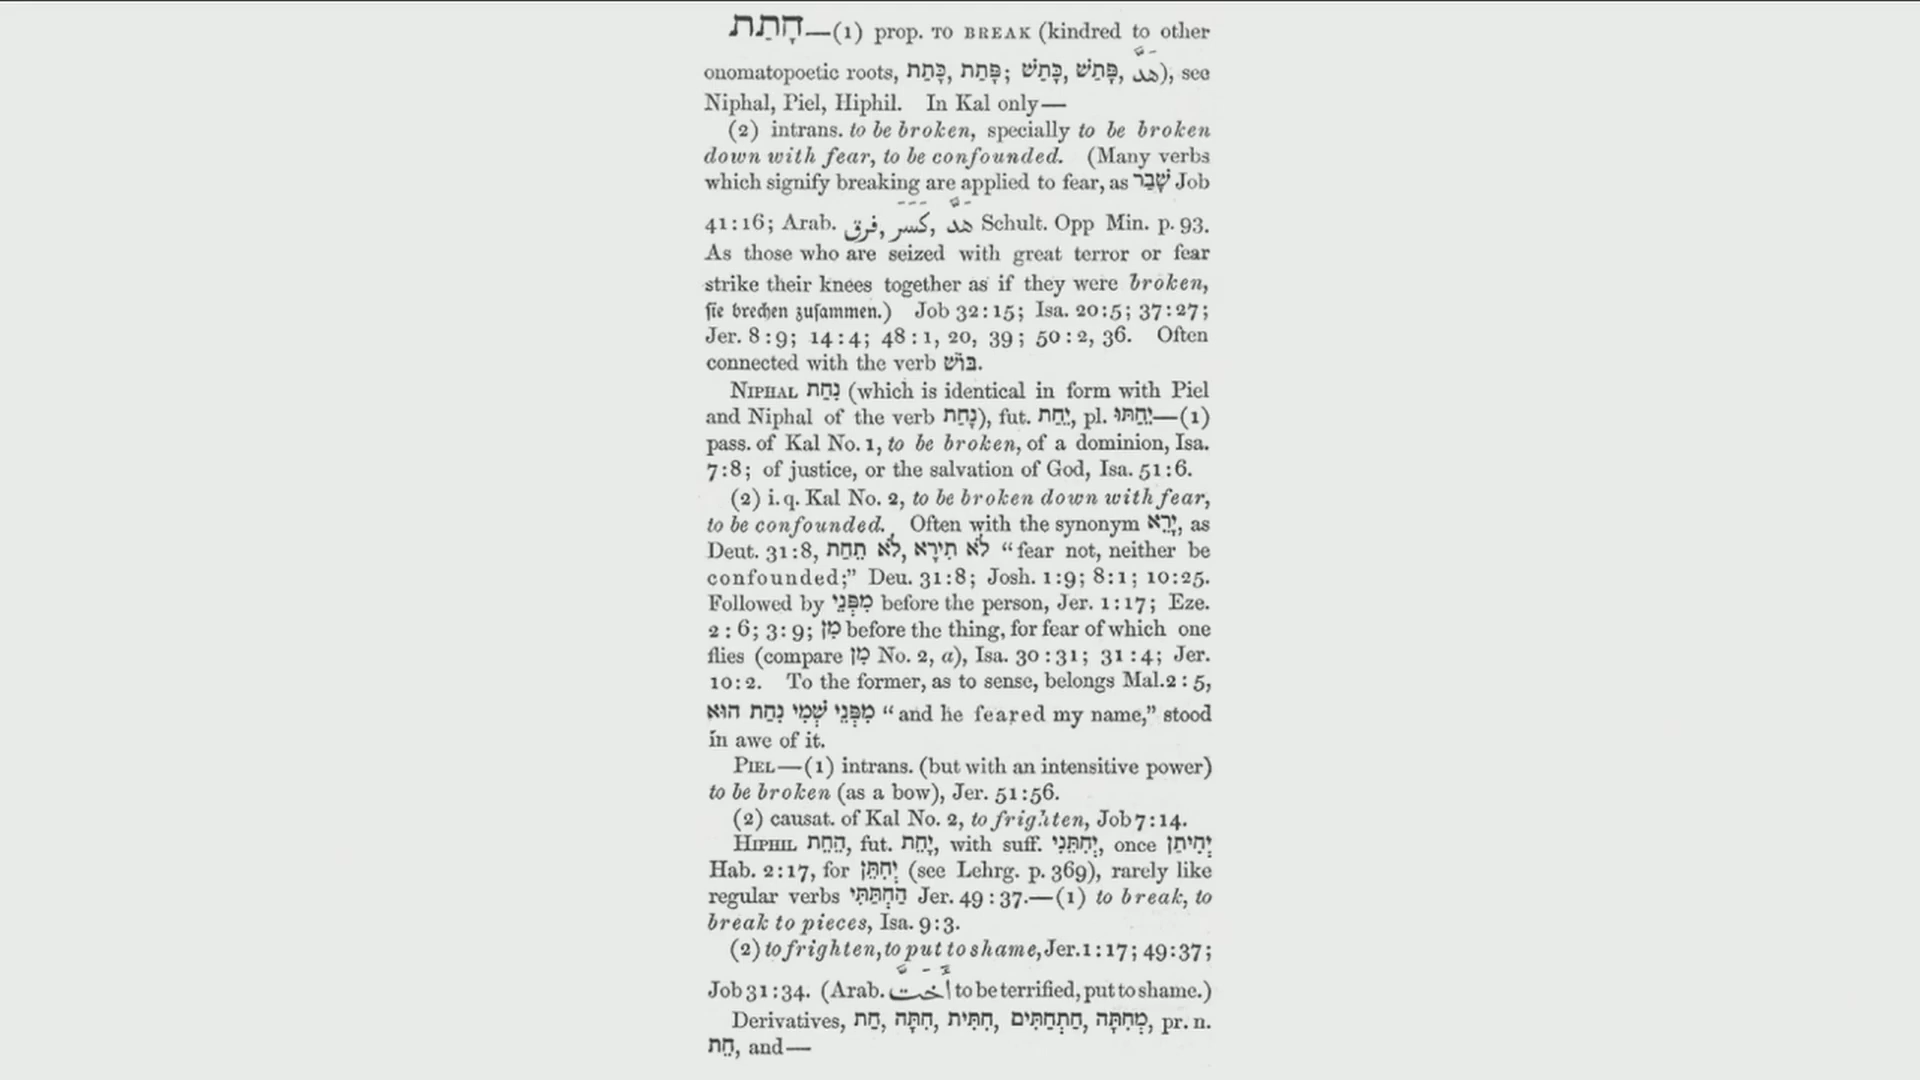 חָתַת—(1) prop. TO BREAK (kindred to other
onomatopoetic roots, כָּתַת, פָּתַת; כָּתַשׁ, פָּתַשׁ, هدَّ), see
Niphal, Piel, Hiphil. In Kal only—
(2) intrans. to be broken, specially to be broken
down with fear, to be confounded. (Many verbs
which signify breaking are applied to fear, as שָׁבַר Job
41:16; Arab. فرق, كَسَرَ, هدَّ Schult. Opp Min. p. 93.
As those who are seized with great terror or fear
strike their knees together as if they were broken,
sie brechen zusammen.) Job 32:15; Isa. 20:5; 37:27;
Jer. 8:9; 14:4; 48:1, 20, 39; 50:2, 36. Often
connected with the verb בּוֹשׁ.
NIPHAL נִחַת (which is identical in form with Piel
and Niphal of the verb נָחַת), fut. יֵחַת, pl. יֵחַתּוּ—(1)
pass. of Kal No. 1, to be broken, of a dominion, Isa.
7:8; of justice, or the salvation of God, Isa. 51:6.
(2) i.q. Kal No. 2, to be broken down with fear,
to be confounded. Often with the synonym יָרֵא, as
Deut. 31:8, לֹא תִירָא, לֹא תֵחַת “fear not, neither be
confounded;” Deu. 31:8; Josh. 1:9; 8:1; 10:25.
Followed by מִפְּנֵי before the person, Jer. 1:17; Eze.
2:6; 3:9; מִן before the thing, for fear of which one
flies (compare מִן No. 2, a), Isa. 30:31; 31:4; Jer.
10:2. To the former, as to sense, belongs Mal.2:5,
מִפְּנֵי שְׁמִי נִחַת הוּא “and he feared my name,” stood
in awe of it.
PIEL—(1) intrans. (but with an intensitive power)
to be broken (as a bow), Jer. 51:56.
(2) causat. of Kal No. 2, to frighten, Job 7:14.
HIPHIL הֵחֵת, fut. יָחֵת, with suff. יְחִתֵּנִי, once יְחִיתַן
Hab. 2:17, for יְחִתֵּן (see Lehrg. p. 369), rarely like
regular verbs הַחְתַּתִּי Jer. 49:37.—(1) to break, to
break to pieces, Isa. 9:3.
(2) to frighten, to put to shame, Jer. 1:17; 49:37;
Job 31:34. (Arab. أَختَّ to be terrified, put to shame.)
Derivatives, חַת, חִתָּה, חִתִּית, חַתְחַתִּים, מְחִתָּה, pr. n.
חֵת, and—